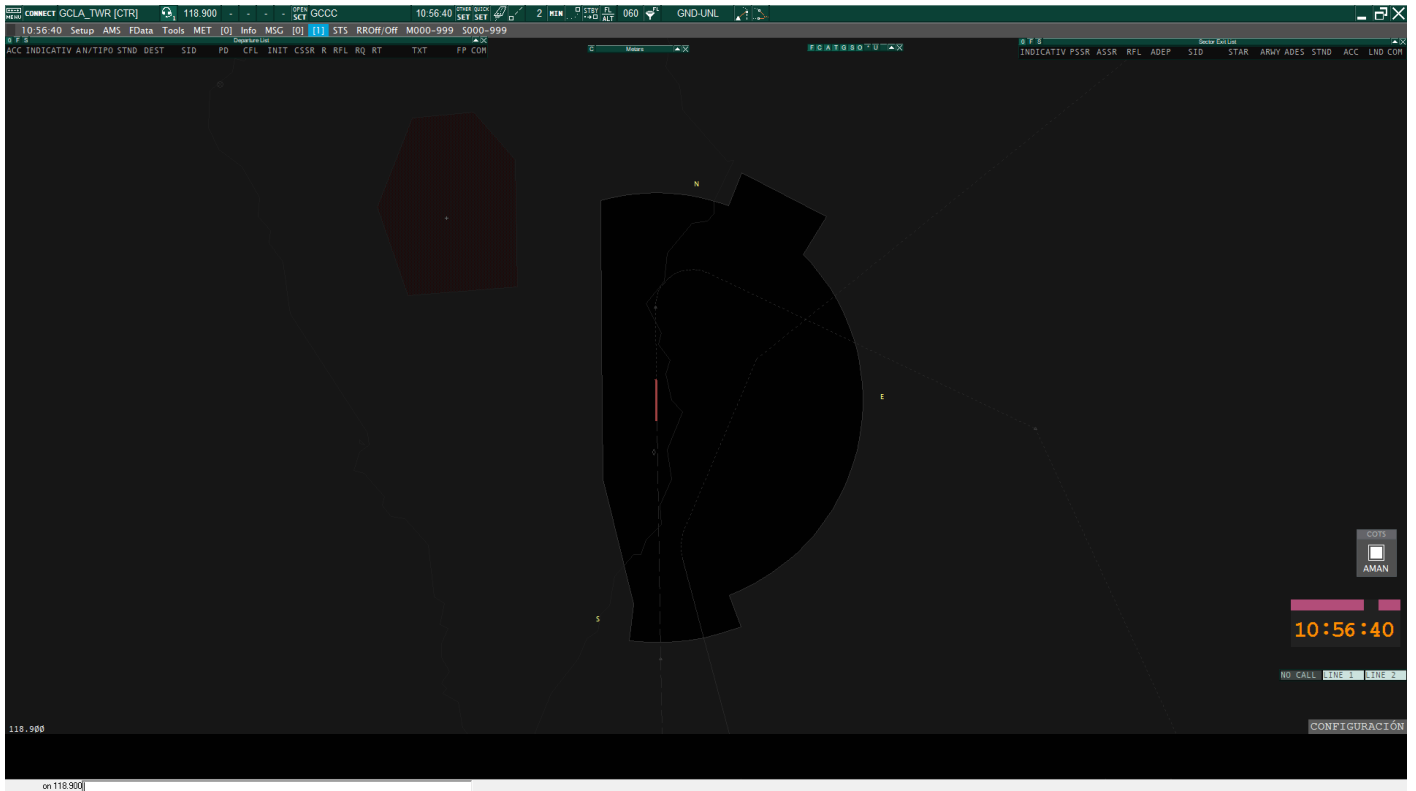 MENU CONNECT GCLA_TWR [CTR] 1 118.900 - - - - OPEN SCT GCCC 10:56:40 OTHER SET QUICK SET 2 MIN STBY FL ALT 060 FL GND-UNL
10:56:40 Setup AMS FData Tools MET [0] Info MSG [0] [1] STS RROff/Off M000-999 S000-999
Departure List
ACC INDICATIV AN/TIPO STND DEST SID PD CFL INIT CSSR R RFL RQ RT TXT FP COM
C Metars
F C A T G S O * U
O F S Sector Exit List
INDICATIV PSSR ASSR RFL ADEP SID STAR ARWY ADES STND ACC LND COM
N
E
S
COTS
AMAN
10:56:40
NO CALL LINE 1 LINE 2
118.900
CONFIGURACIÓN
on 118.900